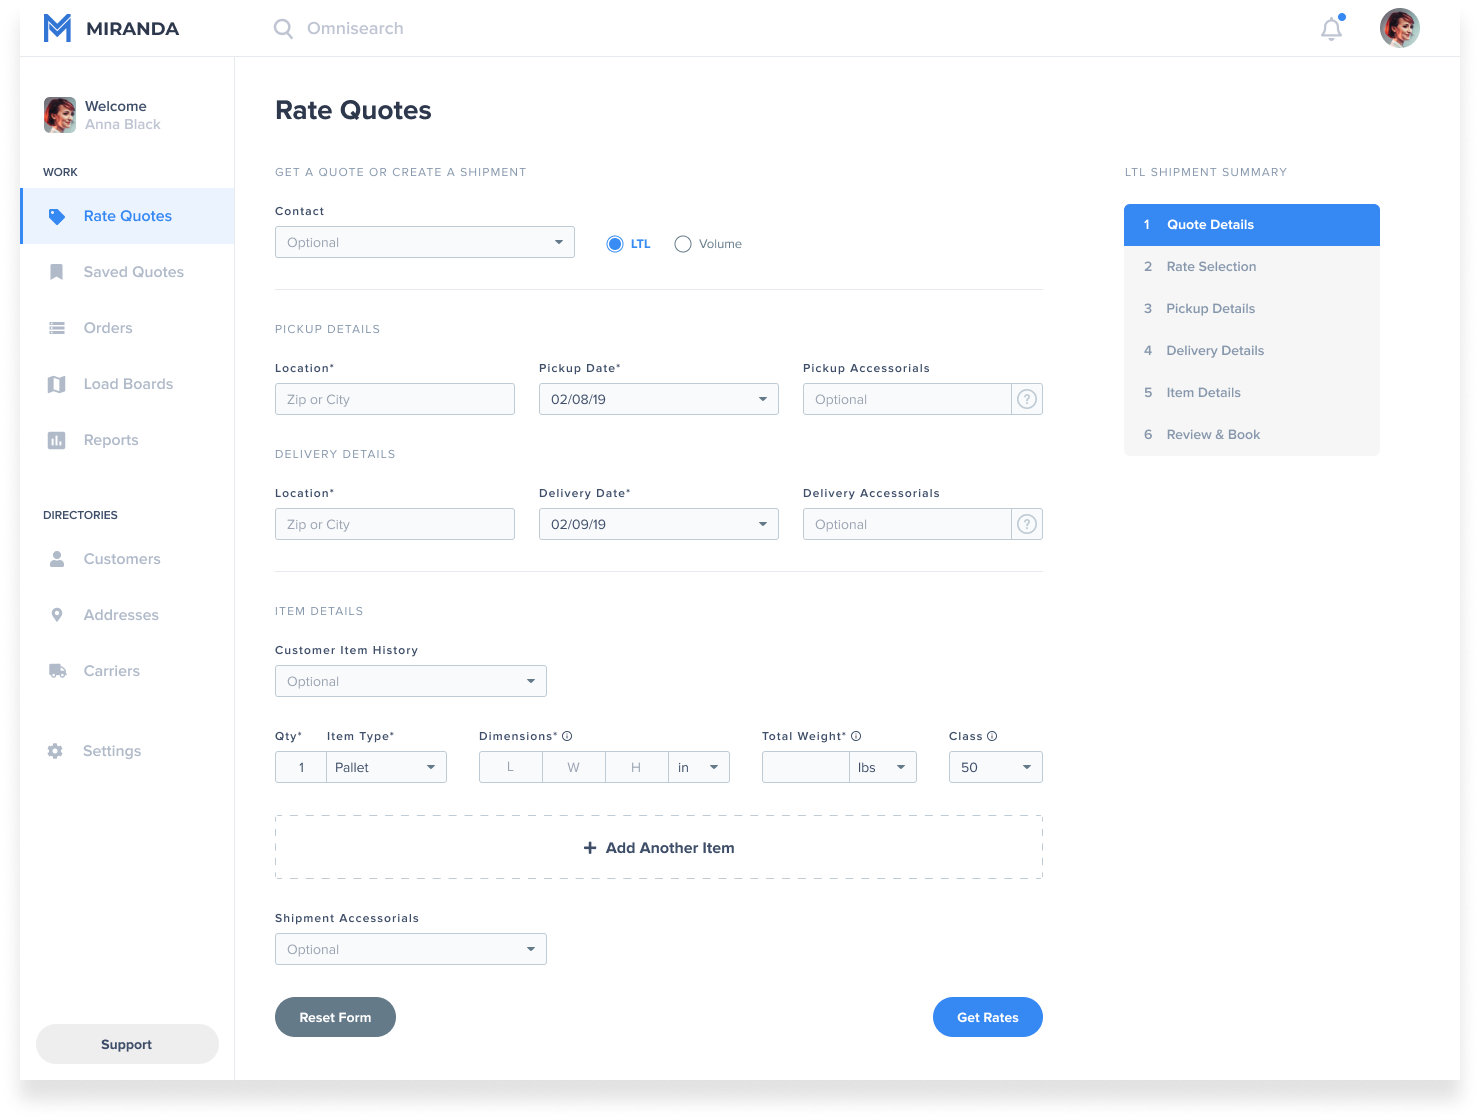 MIRANDA
Omnisearch
Welcome
Anna Black
WORK
Rate Quotes
Saved Quotes
Orders
Load Boards
Reports
DIRECTORIES
Customers
Addresses
Carriers
Settings
Support
Rate Quotes
GET A QUOTE OR CREATE A SHIPMENT
Contact
Optional
LTL
Volume
PICKUP DETAILS
Location* Pickup Date* Pickup Accessorials
Zip or City 02/08/19 Optional ?
DELIVERY DETAILS
Location* Delivery Date* Delivery Accessorials
Zip or City 02/09/19 Optional ?
ITEM DETAILS
Customer Item History
Optional
Qty* Item Type* Dimensions* Total Weight* Class
1 Pallet L W H in lbs 50
+ Add Another Item
Shipment Accessorials
Optional
Reset Form Get Rates
LTL SHIPMENT SUMMARY
1 Quote Details
2 Rate Selection
3 Pickup Details
4 Delivery Details
5 Item Details
6 Review & Book